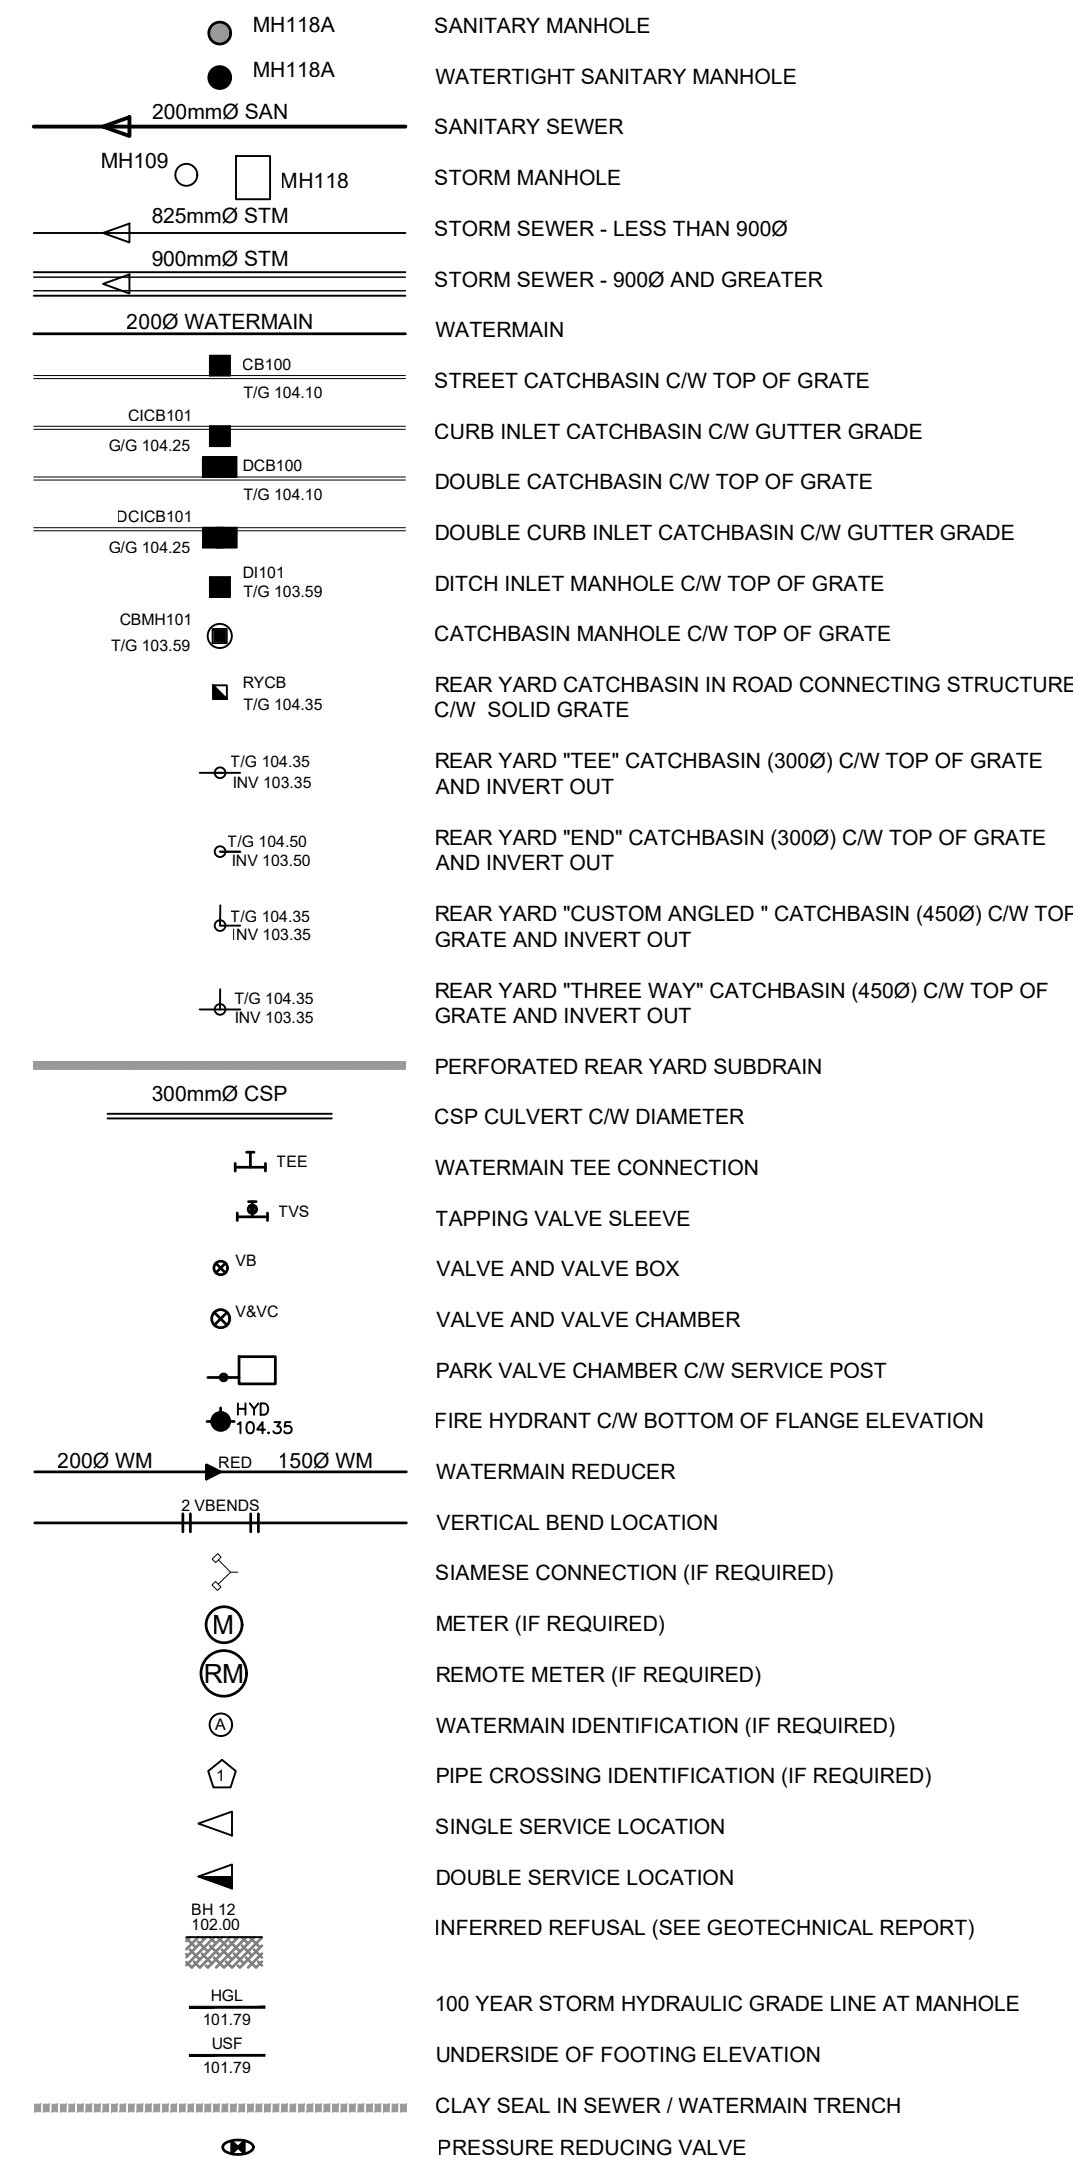 MH118A SANITARY MANHOLE
MH118A WATERTIGHT SANITARY MANHOLE
200mmØ SAN SANITARY SEWER
MH109 MH118 STORM MANHOLE
825mmØ STM STORM SEWER - LESS THAN 900Ø
900mmØ STM STORM SEWER - 900Ø AND GREATER
200Ø WATERMAIN WATERMAIN
CB100
T/G 104.10
STREET CATCHBASIN C/W TOP OF GRATE
CICB101
G/G 104.25
CURB INLET CATCHBASIN C/W GUTTER GRADE
DCB100
T/G 104.10
DOUBLE CATCHBASIN C/W TOP OF GRATE
DCICB101
G/G 104.25
DOUBLE CURB INLET CATCHBASIN C/W GUTTER GRADE
DI101
T/G 103.59
DITCH INLET MANHOLE C/W TOP OF GRATE
CBMH101
T/G 103.59
CATCHBASIN MANHOLE C/W TOP OF GRATE
RYCB
T/G 104.35
REAR YARD CATCHBASIN IN ROAD CONNECTING STRUCTURE
C/W SOLID GRATE
T/G 104.35
INV 103.35
REAR YARD "TEE" CATCHBASIN (300Ø) C/W TOP OF GRATE
AND INVERT OUT
T/G 104.50
INV 103.50
REAR YARD "END" CATCHBASIN (300Ø) C/W TOP OF GRATE
AND INVERT OUT
T/G 104.35
INV 103.35
REAR YARD "CUSTOM ANGLED " CATCHBASIN (450Ø) C/W TOP
GRATE AND INVERT OUT
T/G 104.35
INV 103.35
REAR YARD "THREE WAY" CATCHBASIN (450Ø) C/W TOP OF
GRATE AND INVERT OUT
PERFORATED REAR YARD SUBDRAIN
300mmØ CSP CSP CULVERT C/W DIAMETER
TEE WATERMAIN TEE CONNECTION
TVS TAPPING VALVE SLEEVE
VB VALVE AND VALVE BOX
V&VC VALVE AND VALVE CHAMBER
PARK VALVE CHAMBER C/W SERVICE POST
HYD
104.35
FIRE HYDRANT C/W BOTTOM OF FLANGE ELEVATION
200Ø WM RED 150Ø WM WATERMAIN REDUCER
2 VBENDS VERTICAL BEND LOCATION
SIAMESE CONNECTION (IF REQUIRED)
M METER (IF REQUIRED)
RM REMOTE METER (IF REQUIRED)
A WATERMAIN IDENTIFICATION (IF REQUIRED)
1 PIPE CROSSING IDENTIFICATION (IF REQUIRED)
SINGLE SERVICE LOCATION
DOUBLE SERVICE LOCATION
BH 12
102.00
INFERRED REFUSAL (SEE GEOTECHNICAL REPORT)
HGL
101.79
100 YEAR STORM HYDRAULIC GRADE LINE AT MANHOLE
USF
101.79
UNDERSIDE OF FOOTING ELEVATION
CLAY SEAL IN SEWER / WATERMAIN TRENCH
PRESSURE REDUCING VALVE